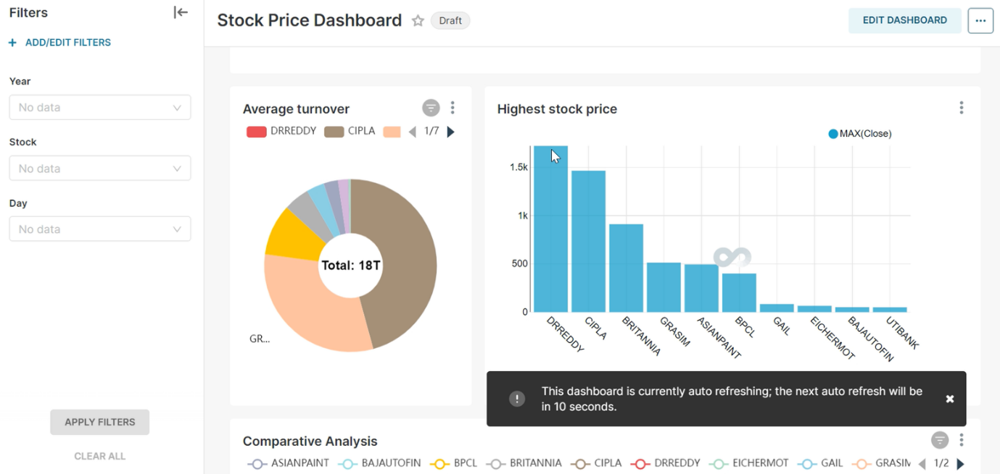 Filters
+ ADD/EDIT FILTERS
Year
No data
Stock
No data
Day
No data
APPLY FILTERS
CLEAR ALL
Stock Price Dashboard
Draft
EDIT DASHBOARD
Average turnover
DRREDDY CIPLA 1/7
Total: 18T
GR...
Highest stock price
MAX(Close)
1.5k
1k
500
0
DRREDDY
CIPLA
BRITANNIA
GRASIM
ASIANPAINT
BPCL
GAIL
EICHERMOT
BAJAUTOFIN
UTIBANK
This dashboard is currently auto refreshing; the next auto refresh will be
in 10 seconds.
Comparative Analysis
ASIANPAINT BAJAUTOFIN BPCL BRITANNIA CIPLA DRREDDY EICHERMOT GAIL GRASIM 1/2